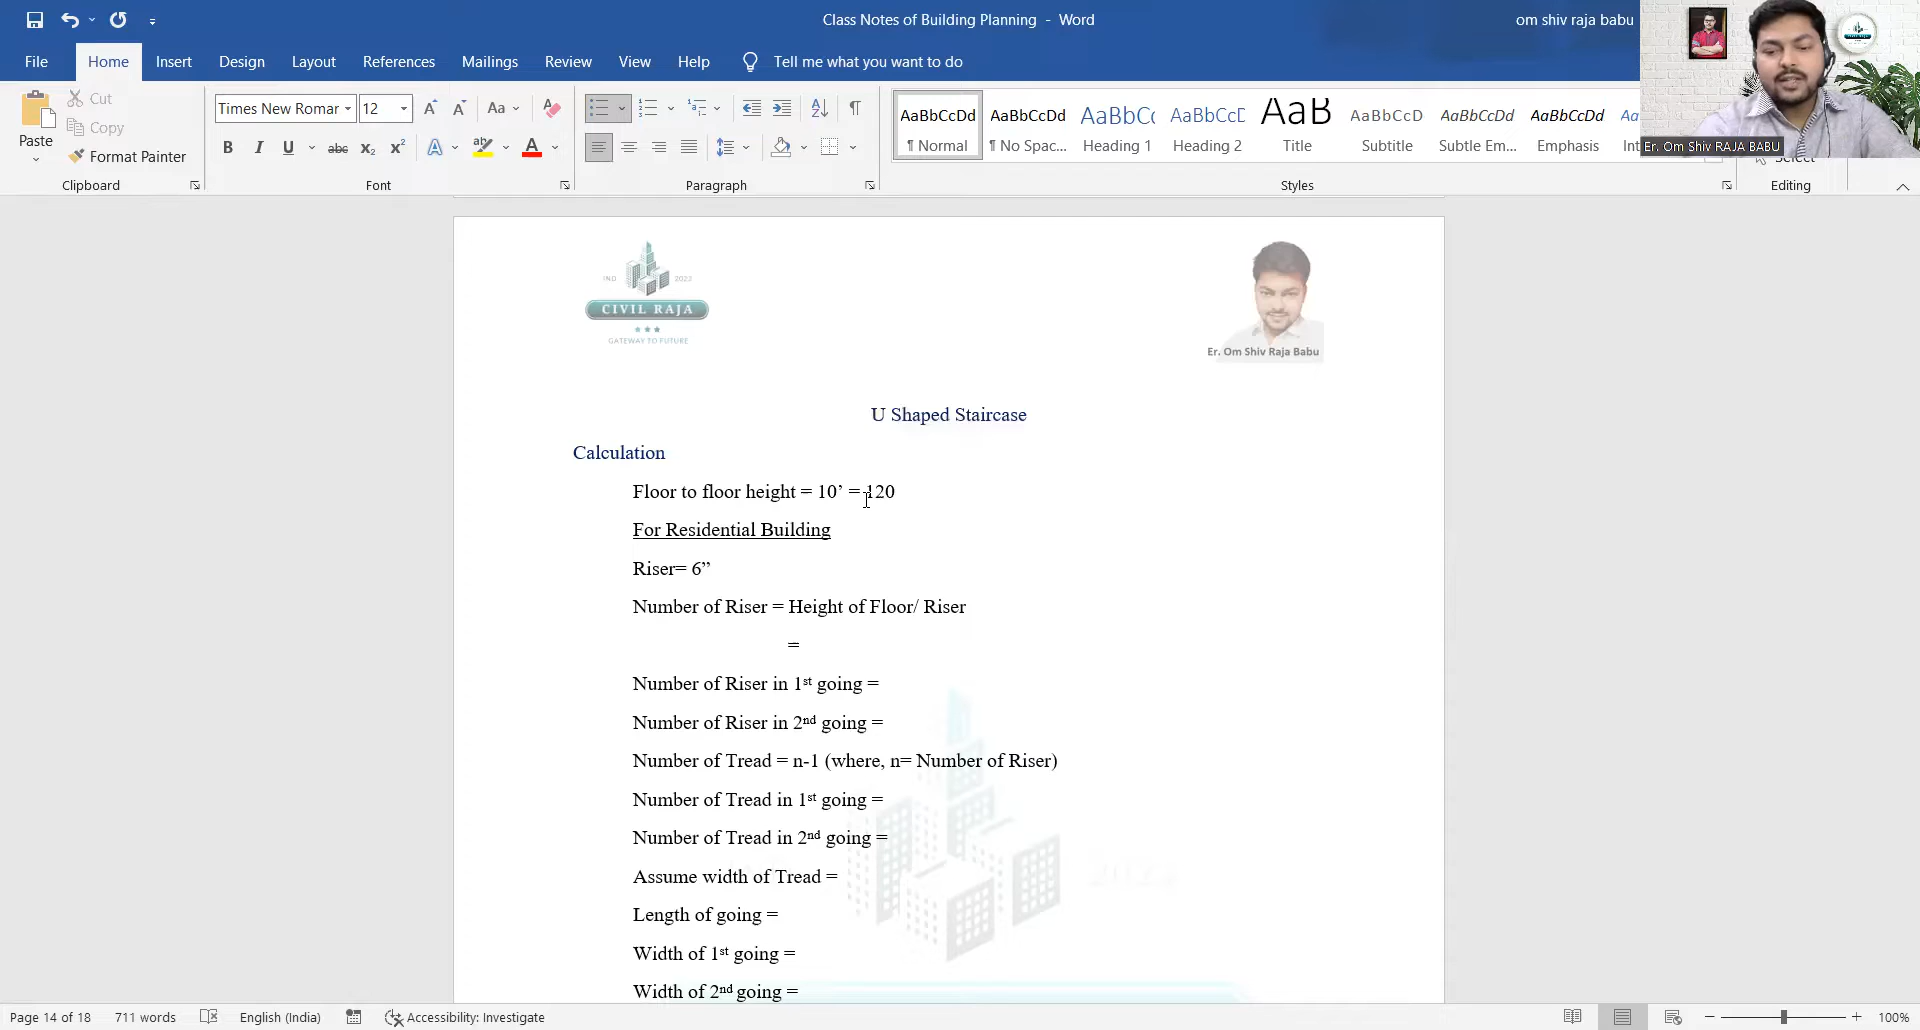 Class Notes of Building Planning - Word
om shiv raja babu
File Home Insert Design Layout References Mailings Review View Help Tell me what you want to do
Paste
Cut
Copy
Format Painter
Clipboard
Times New Romar 12
Font
Paragraph
AaBbCcDd AaBbCcDd AaBbC( AaBbCcD AaB AaBbCcD AaBbCcDd AaBbCcDd
¶ Normal ¶ No Spac... Heading 1 Heading 2 Title Subtitle Subtle Em... Emphasis
Styles
Select
Editing
Er. Om Shiv RAJA BABU
IND 2022
CIVIL RAJA
GATEWAY TO FUTURE
Er. Om Shiv Raja Babu
U Shaped Staircase
Calculation
Floor to floor height = 10’ = 120
For Residential Building
Riser= 6”
Number of Riser = Height of Floor/ Riser
=
Number of Riser in 1st going =
Number of Riser in 2nd going =
Number of Tread = n-1 (where, n= Number of Riser)
Number of Tread in 1st going =
Number of Tread in 2nd going =
Assume width of Tread =
Length of going =
Width of 1st going =
Width of 2nd going =
Page 14 of 18 711 words English (India) Accessibility: Investigate 100%